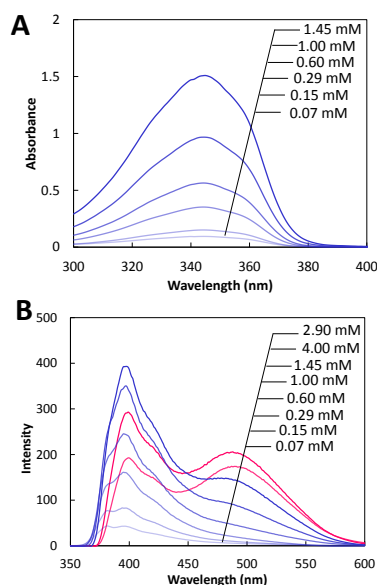 A
2
1.5
1
0.5
0
Absorbance
1.45 mM
1.00 mM
0.60 mM
0.29 mM
0.15 mM
0.07 mM
300 320 340 360 380 400
Wavelength (nm)
B
500
400
300
200
100
0
Intensity
2.90 mM
4.00 mM
1.45 mM
1.00 mM
0.60 mM
0.29 mM
0.15 mM
0.07 mM
350 400 450 500 550 600
Wavelength (nm)